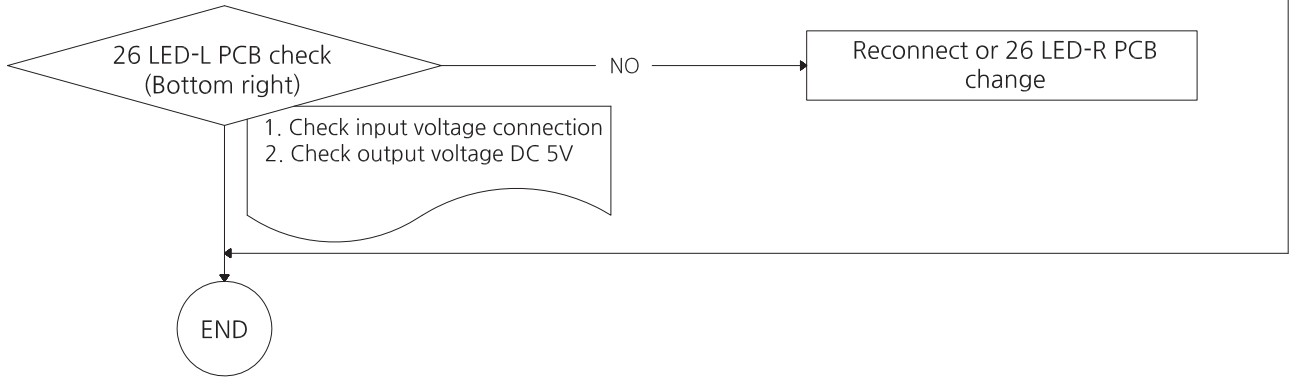 26 LED-L PCB check
(Bottom right)
NO
Reconnect or 26 LED-R PCB
change
1. Check input voltage connection
2. Check output voltage DC 5V
END